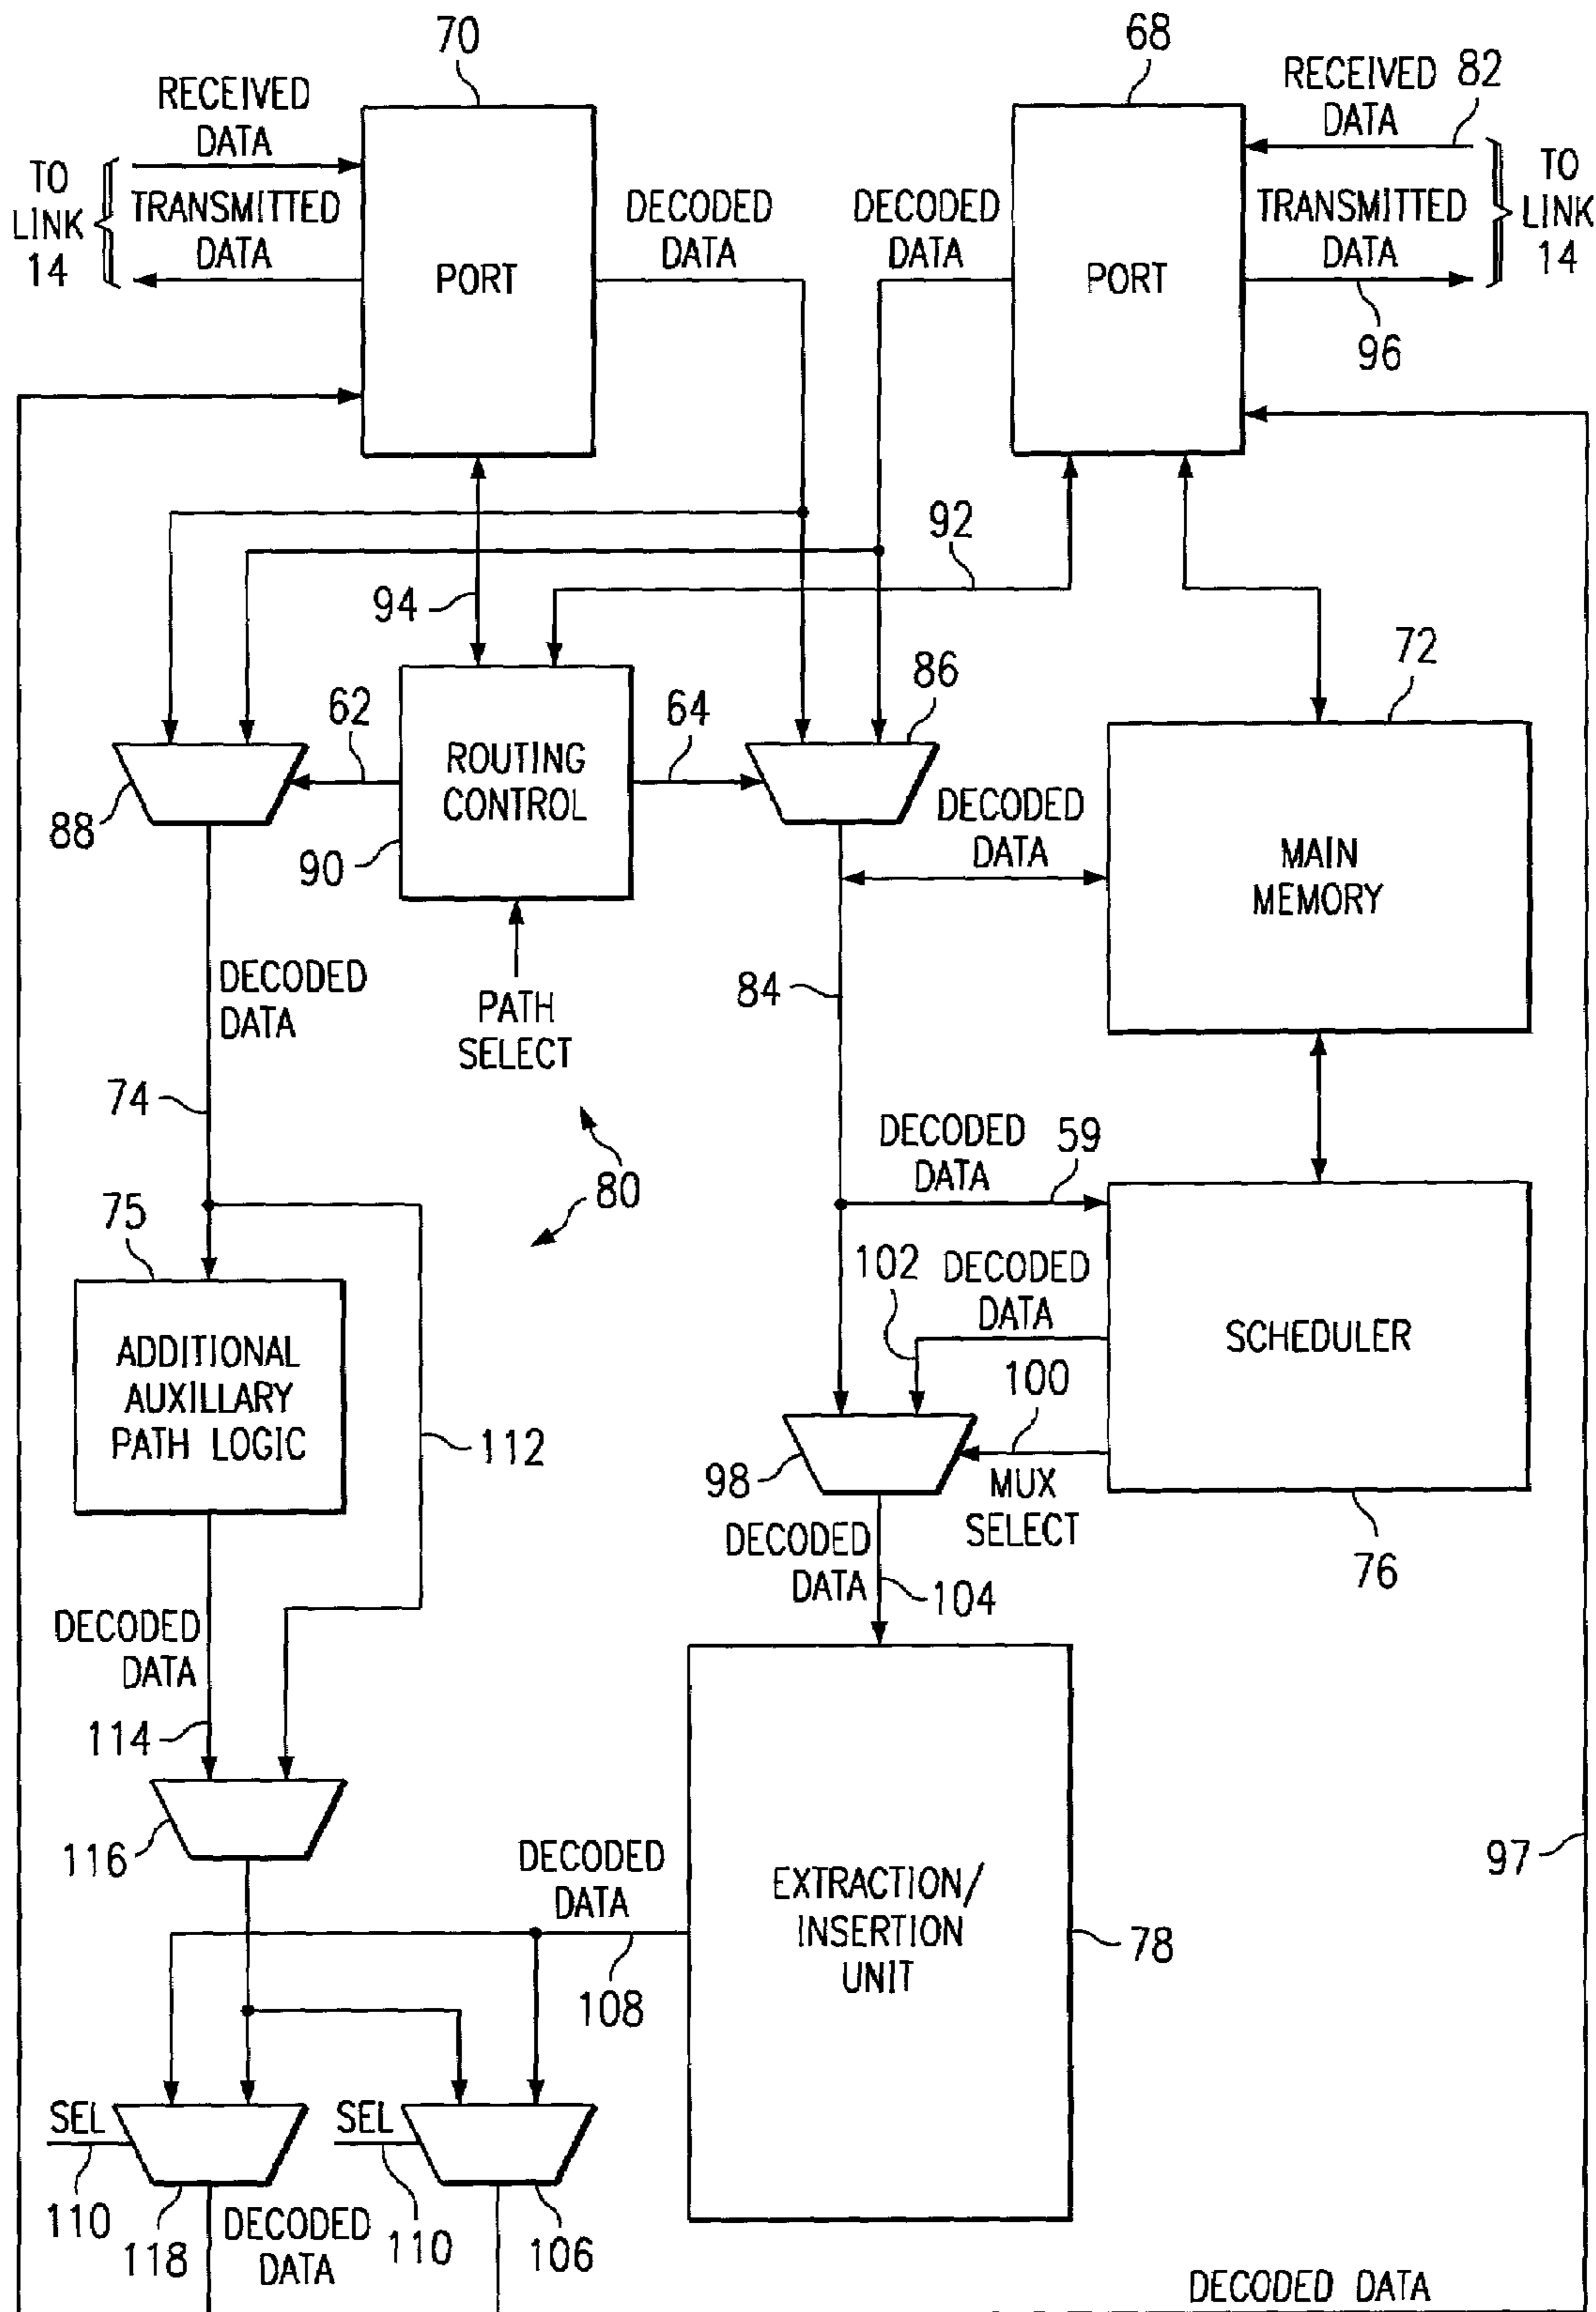 70
68
RECEIVED
DATA
RECEIVED 82
DATA
TO
LINK
14
TRANSMITTED
DATA
DECODED
DATA
DECODED
DATA
TRANSMITTED
DATA
TO
LINK
14
PORT
PORT
96
92
94
72
86
62
64
ROUTING
CONTROL
88
90
DECODED
DATA
MAIN
MEMORY
DECODED
DATA
PATH
SELECT
84
74
DECODED
DATA
59
80
75
102
DECODED
DATA
ADDITIONAL
AUXILLARY
PATH LOGIC
SCHEDULER
100
112
98
MUX
SELECT
DECODED
DATA
104
76
DECODED
DATA
114
116
DECODED
DATA
97
EXTRACTION/
INSERTION
UNIT
78
108
SEL
SEL
110
118
DECODED
DATA
110
106
DECODED DATA